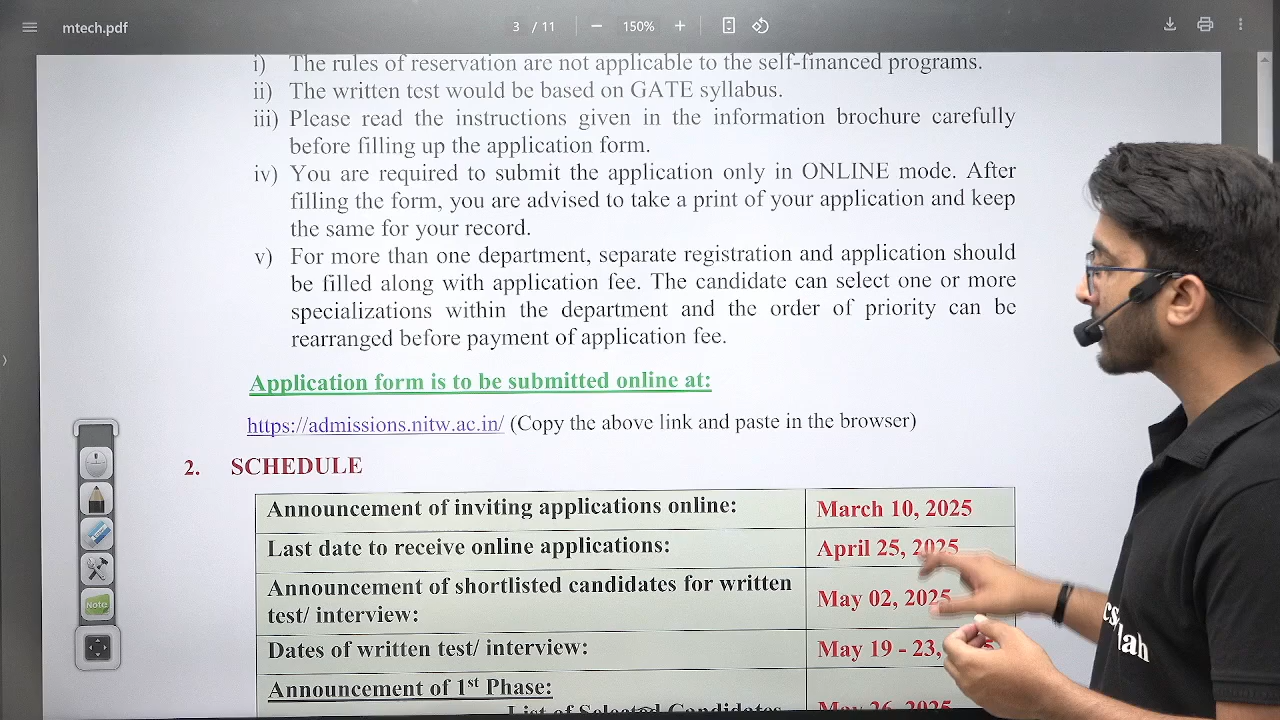 mtech.pdf
3 / 11
150%
i) The rules of reservation are not applicable to the self-financed programs.
ii) The written test would be based on GATE syllabus.
iii) Please read the instructions given in the information brochure carefully
before filling up the application form.
iv) You are required to submit the application only in ONLINE mode. After
filling the form, you are advised to take a print of your application and keep
the same for your record.
v) For more than one department, separate registration and application should
be filled along with application fee. The candidate can select one or more
specializations within the department and the order of priority can be
rearranged before payment of application fee.
Application form is to be submitted online at:
https://admissions.nitw.ac.in/ (Copy the above link and paste in the browser)
2. SCHEDULE
Announcement of inviting applications online: March 10, 2025
Last date to receive online applications: April 25, 2025
Announcement of shortlisted candidates for written
test/ interview: May 02, 2025
Dates of written test/ interview: May 19 - 23,
Announcement of 1st Phase:
List of Selected Candidates May 26, 2025
Note